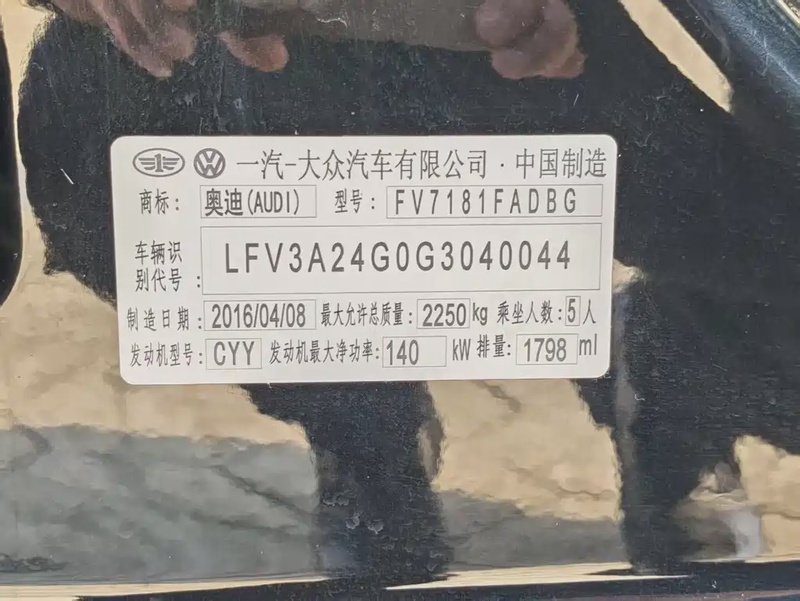 一汽-大众汽车有限公司·中国制造
商标: 奥迪(AUDI) 型号: FV7181FADBG
车辆识
别代号: LFV3A24G0G3040044
制造日期: 2016/04/08 最大允许总质量: 2250 kg 乘坐人数: 5 人
发动机型号: CYY 发动机最大净功率: 140 kW 排量: 1798 ml